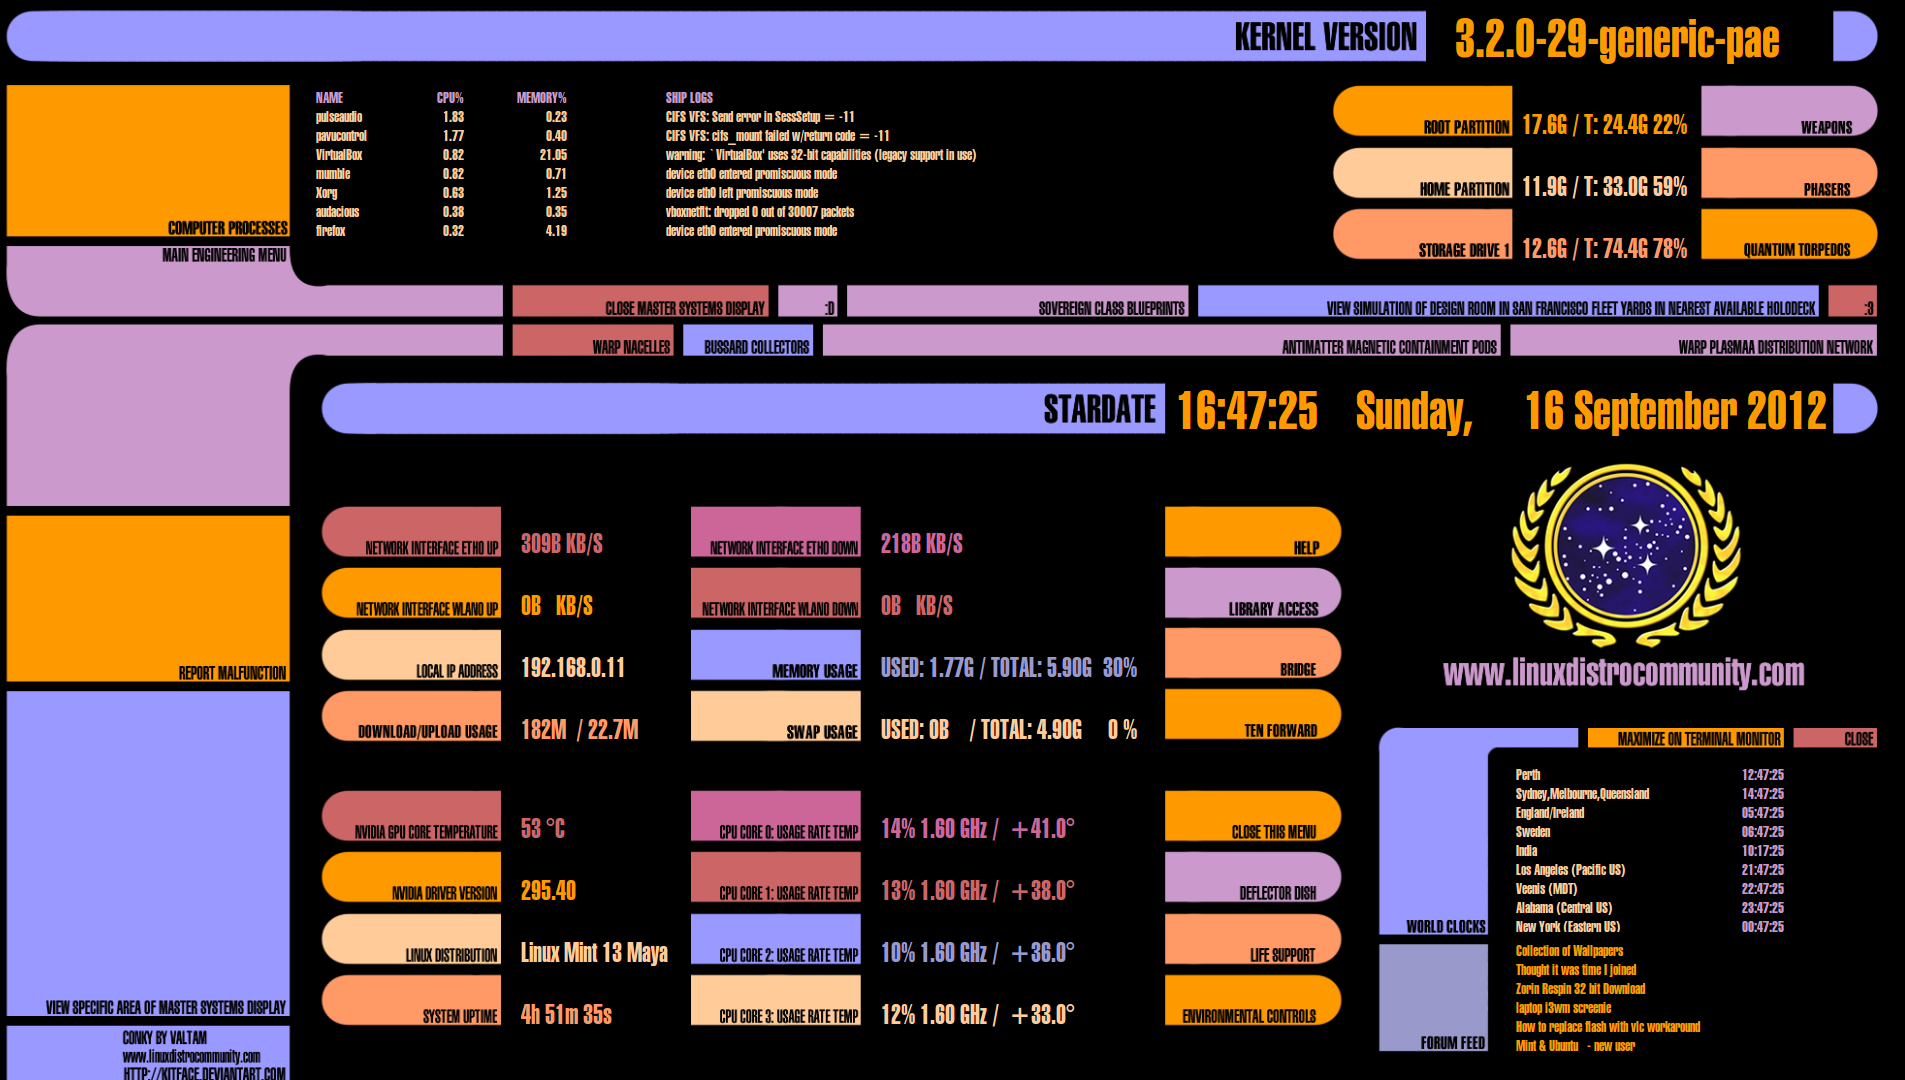 KERNEL VERSION 3.2.0-29-generic-pae
NAME CPU% MEMORY%
pulseaudio 1.83 0.23
pavucontrol 1.77 0.40
VirtualBox 0.82 21.05
mumble 0.82 0.71
Xorg 0.63 1.25
audacious 0.38 0.35
firefox 0.32 4.19
COMPUTER PROCESSES
SHIP LOGS
CIFS VFS: Send error in SessSetup = -11
CIFS VFS: cifs_mount failed w/return code = -11
warning: `VirtualBox' uses 32-bit capabilities (legacy support in use)
device eth0 entered promiscuous mode
device eth0 left promiscuous mode
vboxnetflt: dropped 0 out of 30007 packets
device eth0 entered promiscuous mode
ROOT PARTITION 17.6G / T: 24.4G 22% WEAPONS
HOME PARTITION 11.9G / T: 33.0G 59% PHASERS
STORAGE DRIVE 1 12.6G / T: 74.4G 78% QUANTUM TORPEDOS
MAIN ENGINEERING MENU
CLOSE MASTER SYSTEMS DISPLAY :D SOVEREIGN CLASS BLUEPRINTS VIEW SIMULATION OF DESIGN ROOM IN SAN FRANCISCO FLEET YARDS IN NEAREST AVAILABLE HOLODECK :3
WARP NACELLES BUSSARD COLLECTORS ANTIMATTER MAGNETIC CONTAINMENT PODS WARP PLASMAA DISTRIBUTION NETWORK
STARDATE 16:47:25 Sunday, 16 September 2012
NETWORK INTERFACE ETHO UP 309B KB/S NETWORK INTERFACE ETHO DOWN 218B KB/S HELP
NETWORK INTERFACE WLANO UP 0B KB/S NETWORK INTERFACE WLANO DOWN 0B KB/S LIBRARY ACCESS
LOCAL IP ADDRESS 192.168.0.11 MEMORY USAGE USED: 1.77G / TOTAL: 5.90G 30% BRIDGE
DOWNLOAD/UPLOAD USAGE 182M / 22.7M SWAP USAGE USED: 0B / TOTAL: 4.90G 0 % TEN FORWARD
NVIDIA GPU CORE TEMPERATURE 53 °C CPU CORE 0: USAGE RATE TEMP 14% 1.60 GHz / +41.0° CLOSE THIS MENU
NVIDIA DRIVER VERSION 295.40 CPU CORE 1: USAGE RATE TEMP 13% 1.60 GHz / +38.0° DEFLECTOR DISH
LINUX DISTRIBUTION Linux Mint 13 Maya CPU CORE 2: USAGE RATE TEMP 10% 1.60 GHz / +36.0° LIFE SUPPORT
SYSTEM UPTIME 4h 51m 35s CPU CORE 3: USAGE RATE TEMP 12% 1.60 GHz / +33.0° ENVIRONMENTAL CONTROLS
REPORT MALFUNCTION
VIEW SPECIFIC AREA OF MASTER SYSTEMS DISPLAY
CONKY BY VALTAM
www.linuxdistrocommunity.com
HTTP://KITFACE.DEVIANTART.COM
www.linuxdistrocommunity.com
MAXIMIZE ON TERMINAL MONITOR CLOSE
Perth 12:47:25
Sydney,Melbourne,Queensland 14:47:25
England/Ireland 05:47:25
Sweden 06:47:25
India 10:17:25
Los Angeles (Pacific US) 21:47:25
Veenis (MDT) 22:47:25
Alabama (Central US) 23:47:25
New York (Eastern US) 00:47:25
WORLD CLOCKS
Collection of Wallpapers
Thought it was time I joined
Zorin Respin 32 bit Download
laptop i3wm screenie
How to replace flash with vlc workaround
Mint & Ubuntu - new user
FORUM FEED